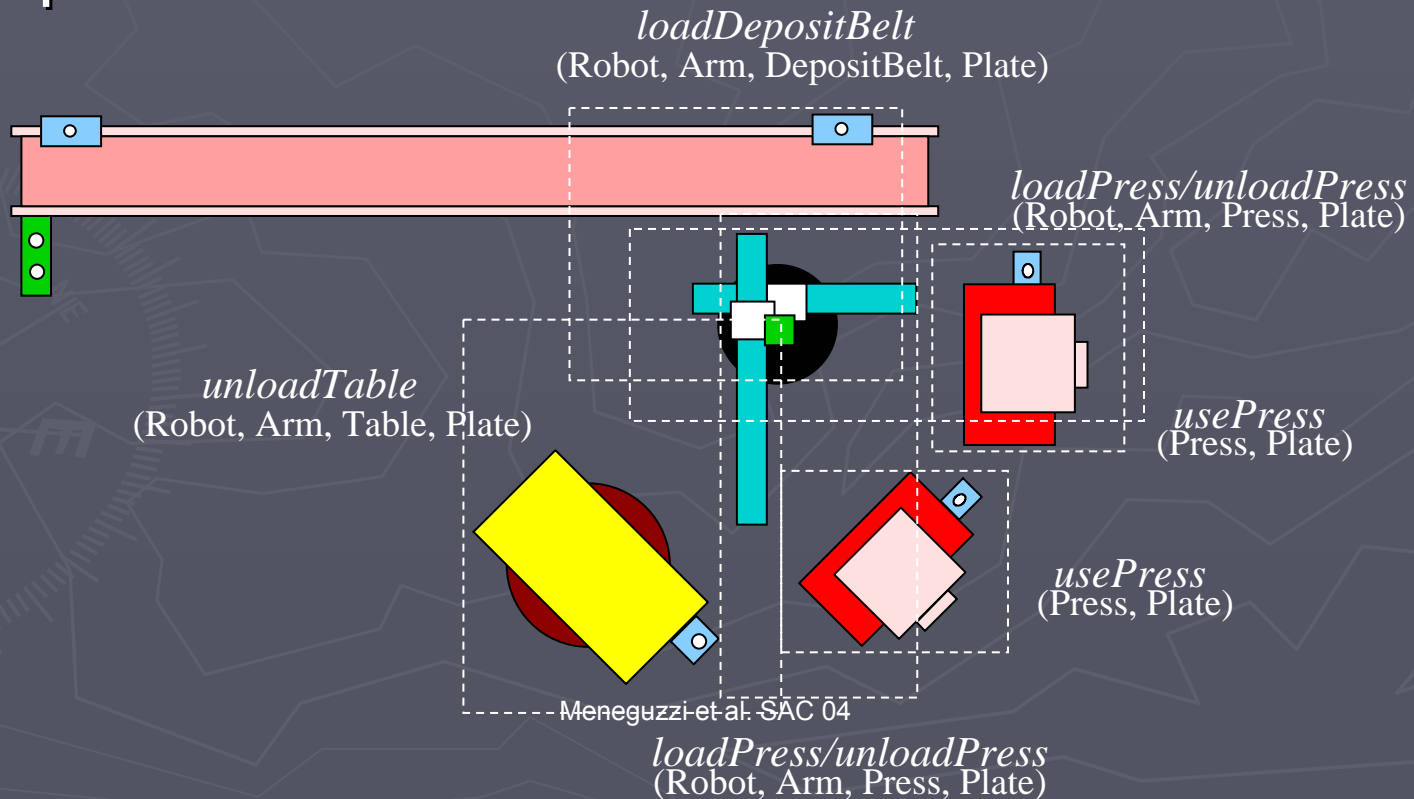 loadDepositBelt
(Robot, Arm, DepositBelt, Plate)
loadPress/unloadPress
(Robot, Arm, Press, Plate)
unloadTable
(Robot, Arm, Table, Plate)
usePress
(Press, Plate)
usePress
(Press, Plate)
Meneguzzi et al. SAC 04
loadPress/unloadPress
(Robot, Arm, Press, Plate)